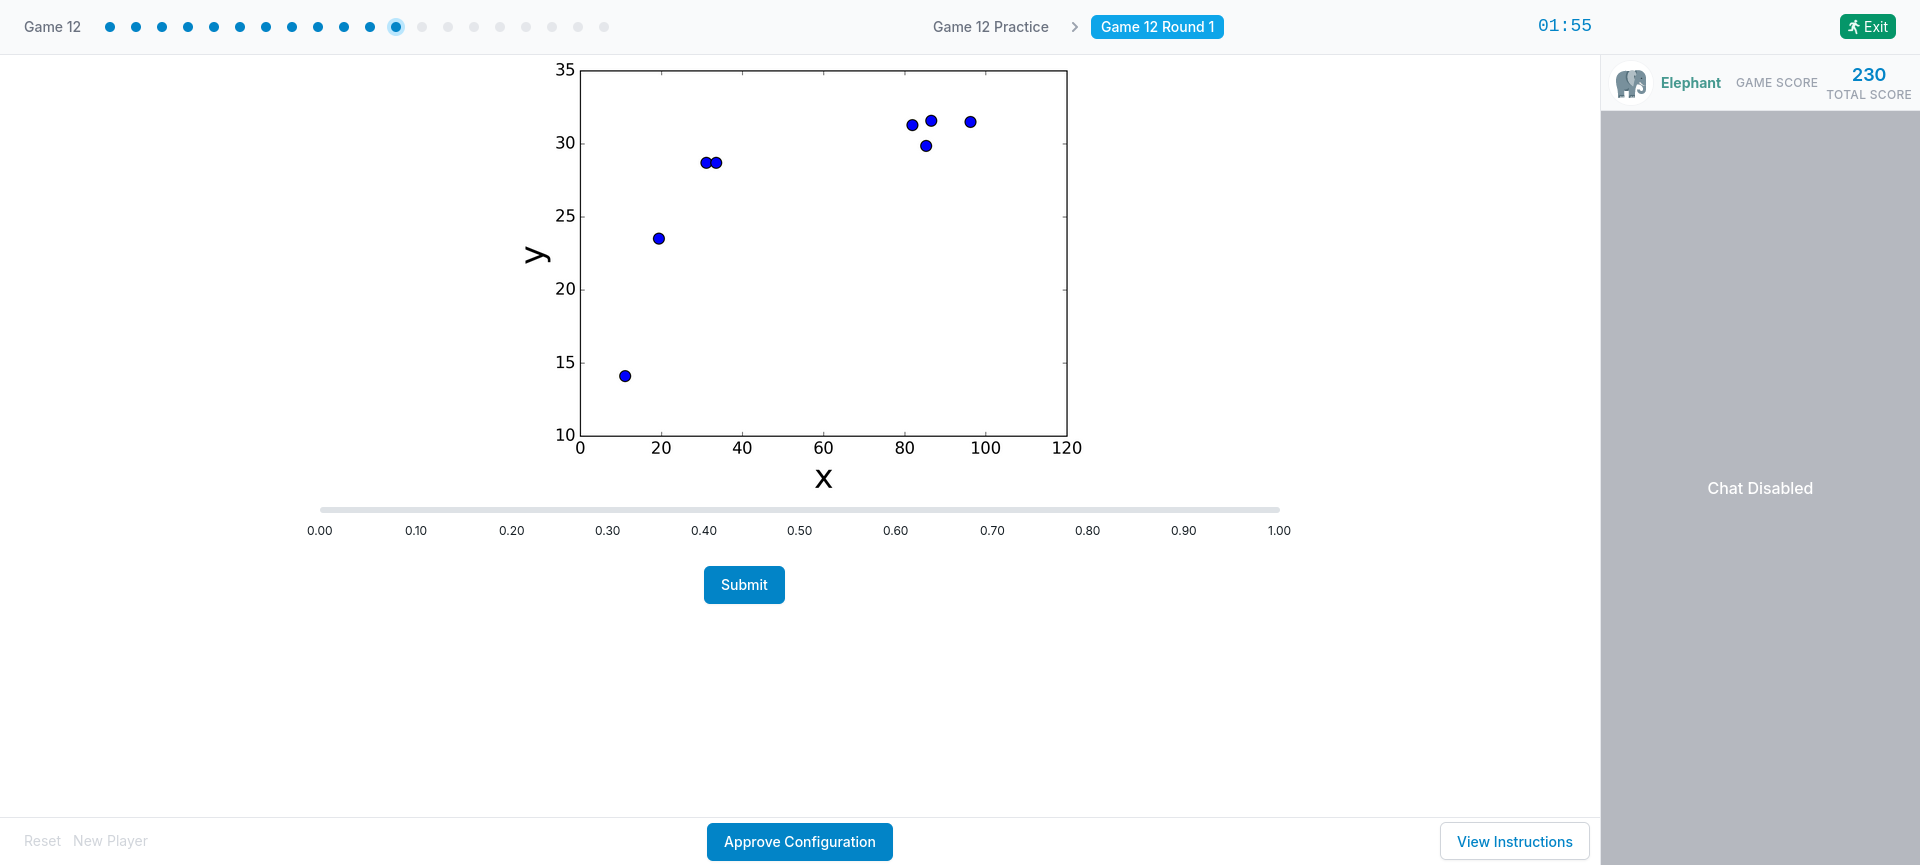 Game 12
Game 12 Practice
Game 12 Round 1
01:55
Exit
Elephant
GAME SCORE
230
TOTAL SCORE
35
30
25
20
15
10
y
0 20 40 60 80 100 120
x
0.00 0.10 0.20 0.30 0.40 0.50 0.60 0.70 0.80 0.90 1.00
Submit
Chat Disabled
Reset New Player
Approve Configuration
View Instructions